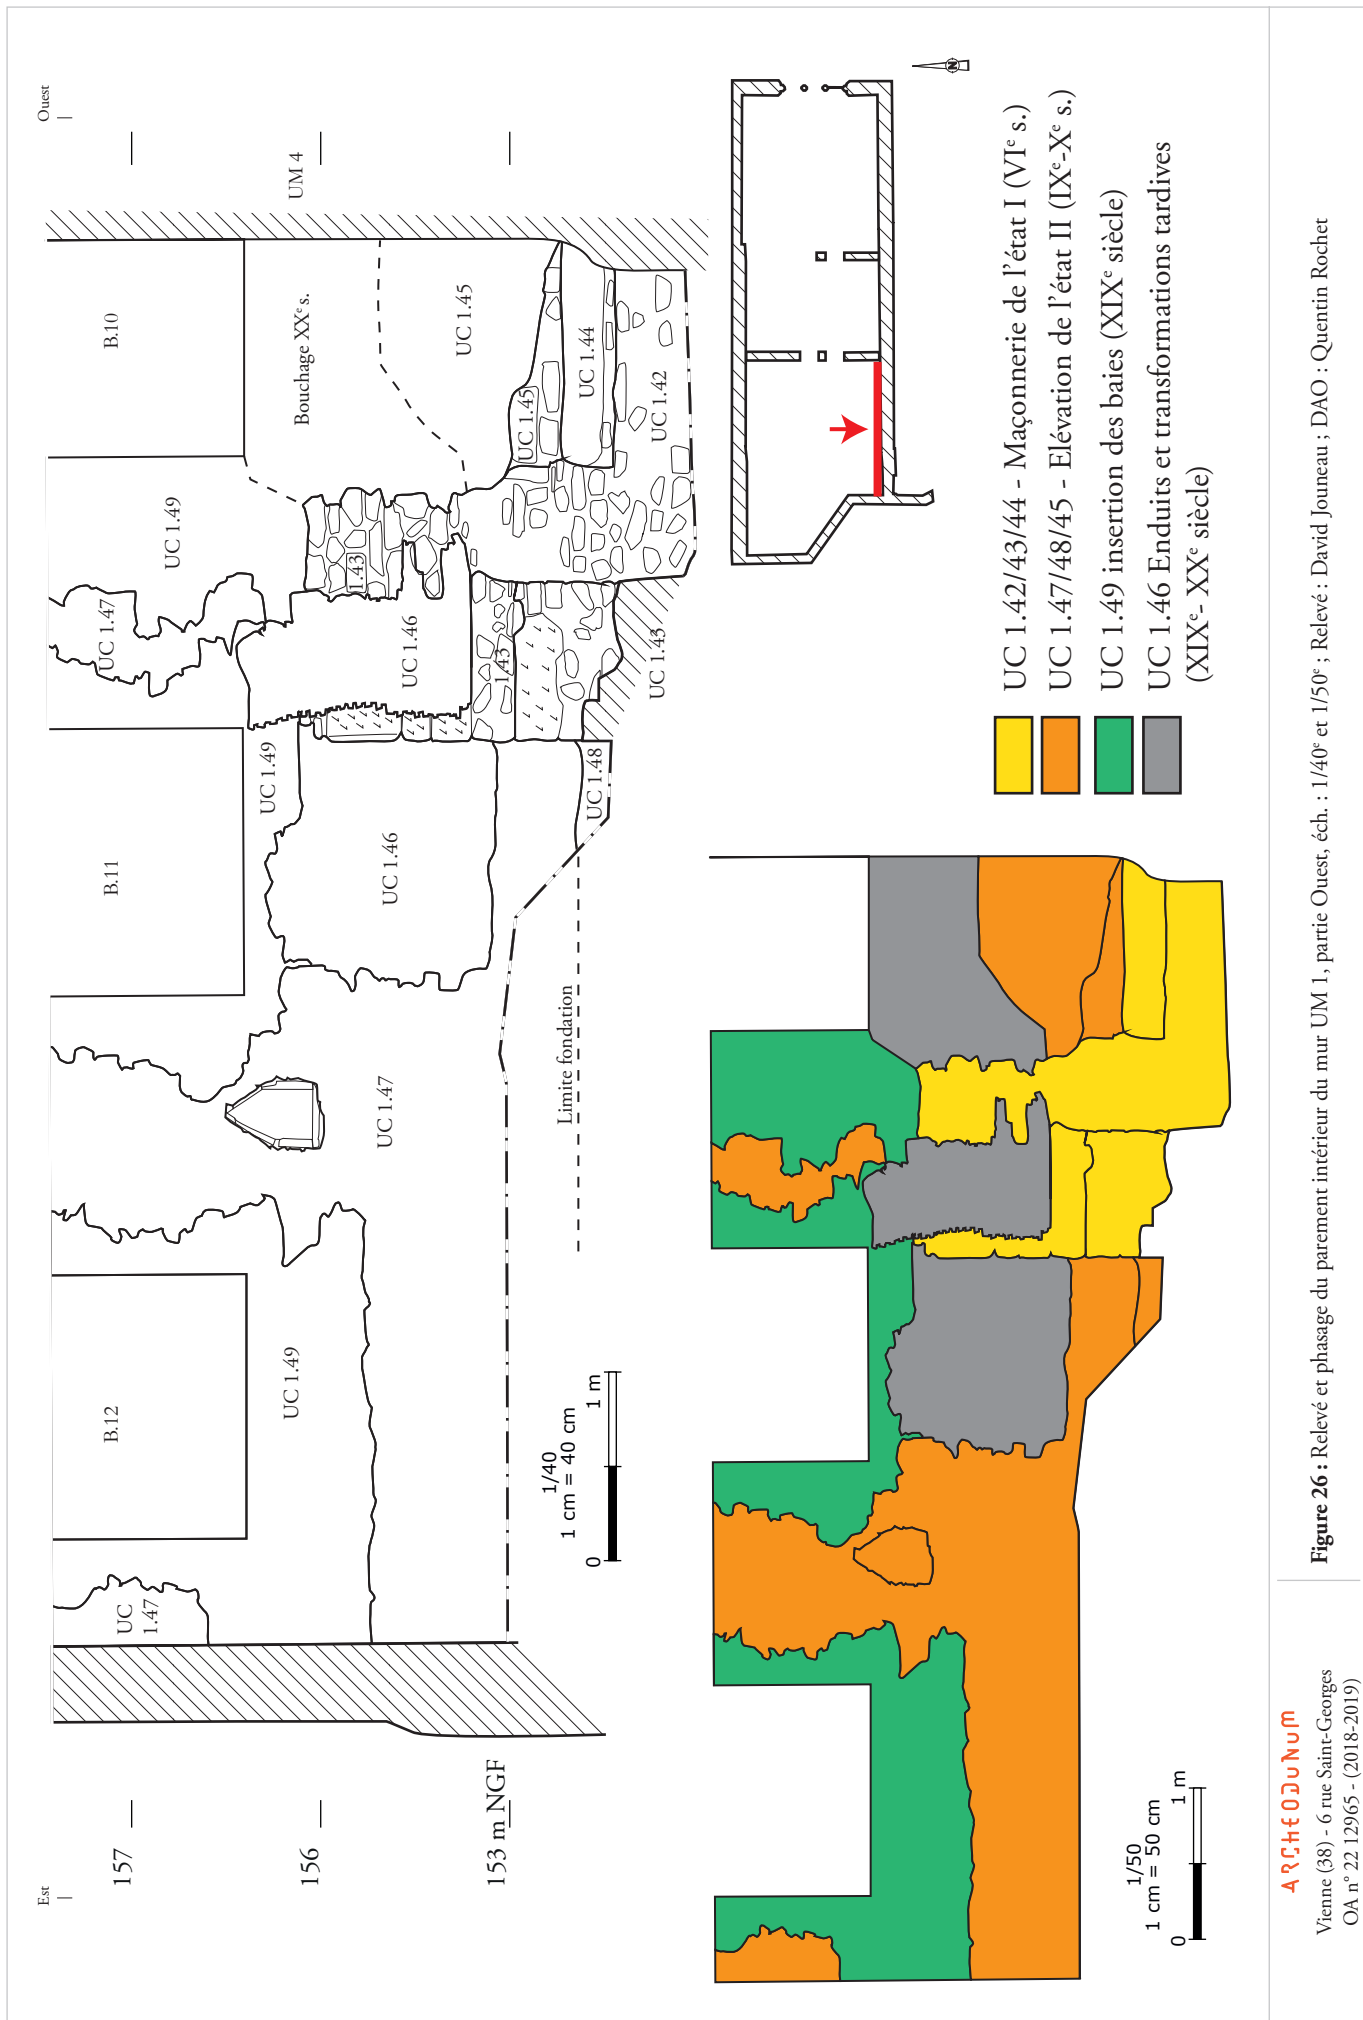 Est
Ouest
157
156
153 m NGF
UM 4
B.12
B.11
B.10
UC
1.47
UC 1.49
UC 1.47
UC 1.49
UC 1.46
UC 1.47
UC 1.49
UC 1.46
1.43
1.43
Bouchage XXe s.
UC 1.45
UC 1.45
UC 1.44
UC 1.42
UC 1.43
UC 1.48
Limite fondation
1/40
1 cm = 40 cm
0 1 m
N
UC 1.42/43/44 - Maçonnerie de l'état I (VIe s.)
UC 1.47/48/45 - Elévation de l'état II (IXe-Xe s.)
UC 1.49 insertion des baies (XIXe siècle)
UC 1.46 Enduits et transformations tardives
(XIXe- XXe siècle)
1/50
1 cm = 50 cm
0 1 m
ARCHEODUNUM
Vienne (38) - 6 rue Saint-Georges
OA n° 22 12965 - (2018-2019)
Figure 26 : Relevé et phasage du parement intérieur du mur UM 1, partie Ouest, éch. : 1/40e et 1/50e ; Relevé : David Jouneau ; DAO : Quentin Rochet